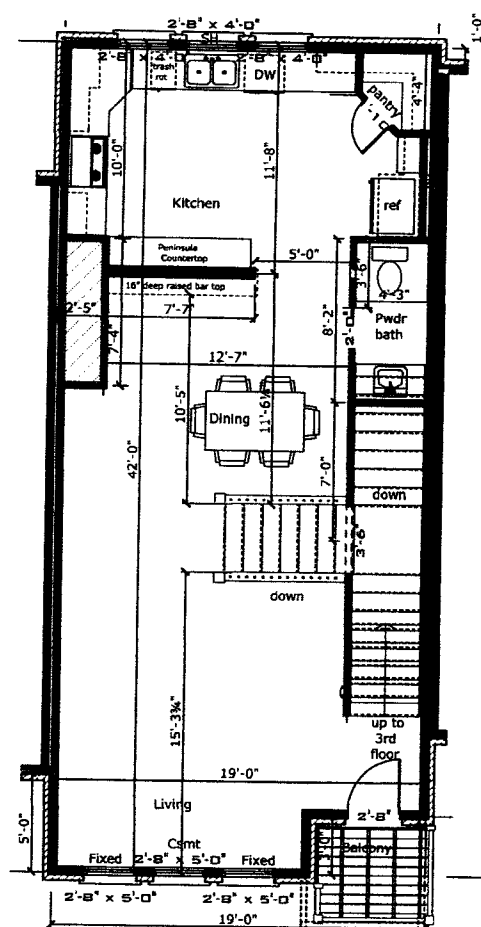 2'-8" x 4'-0"
SH
2'-8" x 4'-0"
2'-8" x 4'-0"
1'-0"
trash
DW
pantry
4'-4"
10'-0"
11'-8"
Kitchen
ref
Peninsula
Countertop
5'-0"
3'-6"
16" deep raised bar top
4'-3"
2'-5"
7'-7"
8'-2"
2'-0"
Pwdr
bath
7'-4"
12'-7"
10'-5"
Dining
11'-6¼"
42'-0"
7'-0"
down
3'-6"
down
15'-3¾"
up to
3rd
floor
19'-0"
5'-0"
Living
2'-8"
Csmt
Balcony
Fixed
2'-8" x 5'-0"
Fixed
2'-8" x 5'-0"
2'-8" x 5'-0"
19'-0"